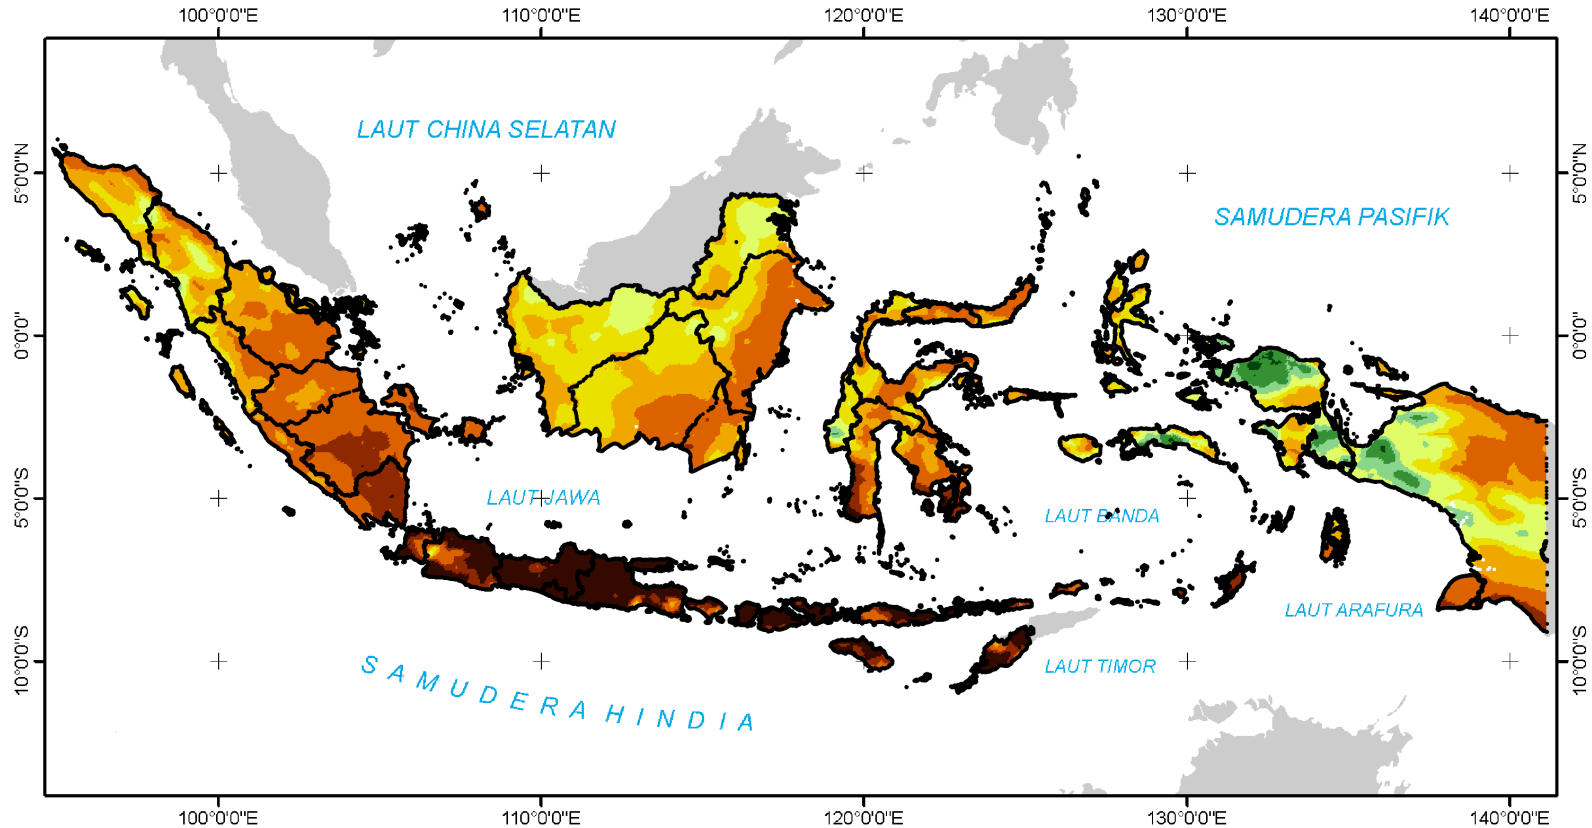 100°0'0"E 110°0'0"E 120°0'0"E 130°0'0"E 140°0'0"E
LAUT CHINA SELATAN
5°0'0"N 5°0'0"N
SAMUDERA PASIFIK
0°0'0" 0°0'0"
LAUT JAWA
5°0'0"S 5°0'0"S
LAUT BANDA
LAUT ARAFURA
10°0'0"S 10°0'0"S
LAUT TIMOR
SAMUDERA HINDIA
100°0'0"E 110°0'0"E 120°0'0"E 130°0'0"E 140°0'0"E